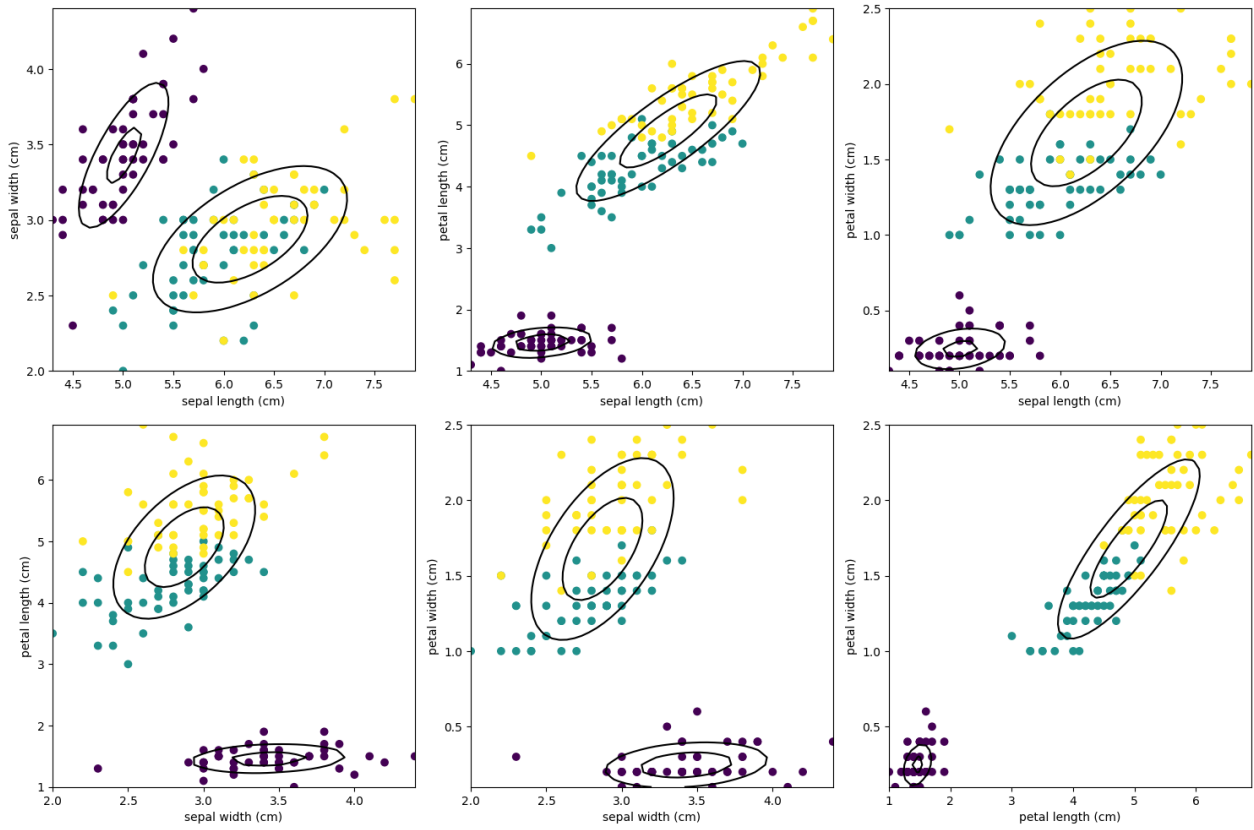 4.0
3.5
3.0
2.5
2.0
sepal width (cm)
4.5 5.0 5.5 6.0 6.5 7.0 7.5
sepal length (cm)
6
5
4
3
2
1
petal length (cm)
4.5 5.0 5.5 6.0 6.5 7.0 7.5
sepal length (cm)
2.5
2.0
1.5
1.0
0.5
petal width (cm)
4.5 5.0 5.5 6.0 6.5 7.0 7.5
sepal length (cm)
6
5
4
3
2
1
petal length (cm)
2.0 2.5 3.0 3.5 4.0
sepal width (cm)
2.5
2.0
1.5
1.0
0.5
petal width (cm)
2.0 2.5 3.0 3.5 4.0
sepal width (cm)
2.5
2.0
1.5
1.0
0.5
petal width (cm)
1 2 3 4 5 6
petal length (cm)